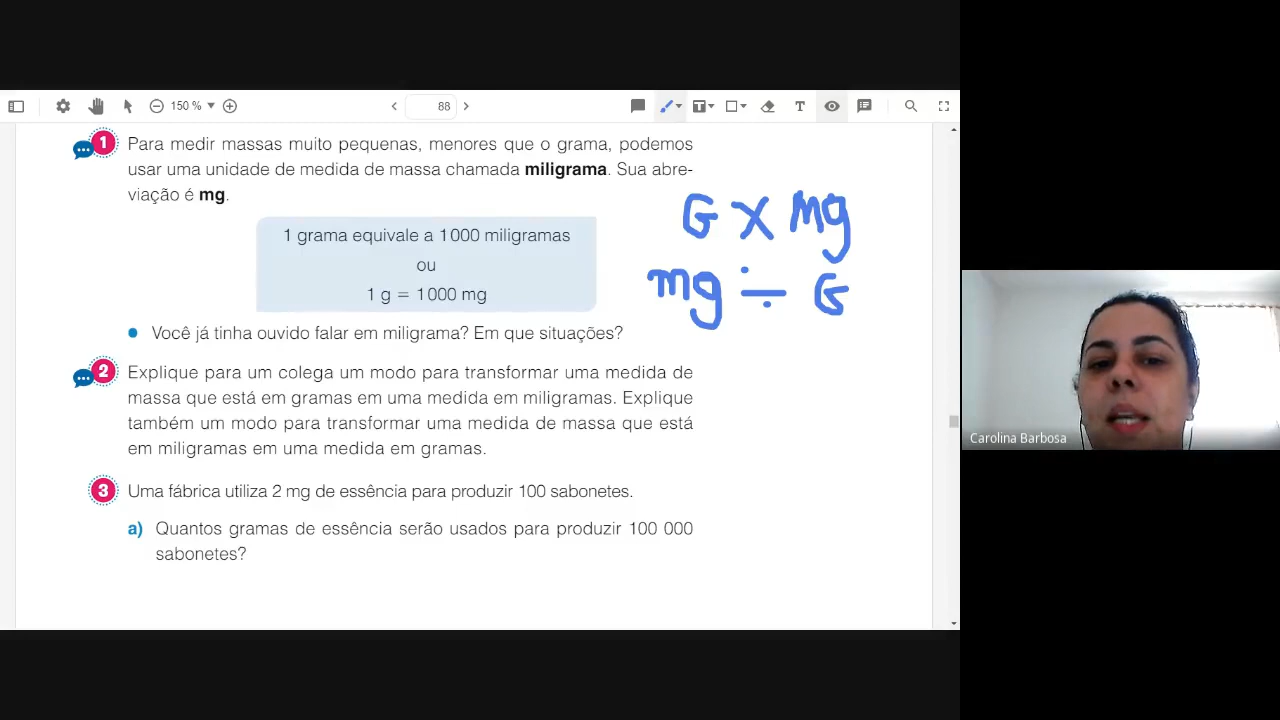 150 %
88
1 Para medir massas muito pequenas, menores que o grama, podemos
usar uma unidade de medida de massa chamada miligrama. Sua abre-
viação é mg.
1 grama equivale a 1 000 miligramas
ou
1 g = 1 000 mg
G X mg
mg ÷ G
• Você já tinha ouvido falar em miligrama? Em que situações?
2 Explique para um colega um modo para transformar uma medida de
massa que está em gramas em uma medida em miligramas. Explique
também um modo para transformar uma medida de massa que está
em miligramas em uma medida em gramas.
3 Uma fábrica utiliza 2 mg de essência para produzir 100 sabonetes.
a) Quantos gramas de essência serão usados para produzir 100 000
sabonetes?
Carolina Barbosa